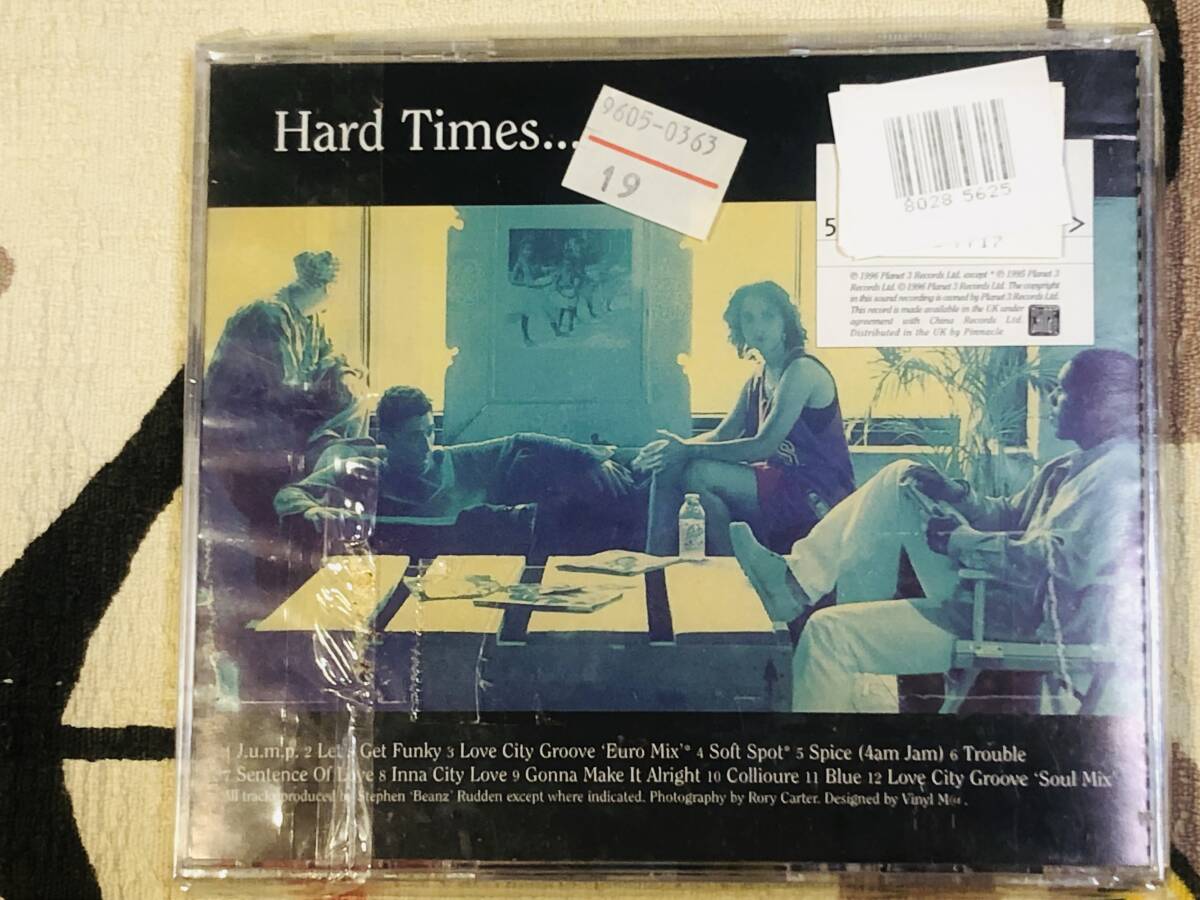 Hard Times...
9605-0363
19
8028 5625
5
>
℗ 1996 Planet 3 Records Ltd. except * ℗ 1995 Planet 3
Records Ltd. © 1996 Planet 3 Records Ltd. The copyright
in this sound recording is owned by Planet 3 Records Ltd.
This record is made available in the UK under
agreement with China Records Ltd
Distributed in the UK by Pinnacle
1 J.u.m.p. 2 Let Get Funky 3 Love City Groove ‘Euro Mix’* 4 Soft Spot* 5 Spice (4am Jam) 6 Trouble
7 Sentence Of Love 8 Inna City Love 9 Gonna Make It Alright 10 Collioure 11 Blue 12 Love City Groove ‘Soul Mix’
All tracks produced by Stephen ‘Beanz’ Rudden except where indicated. Photography by Rory Carter. Designed by Vinyl